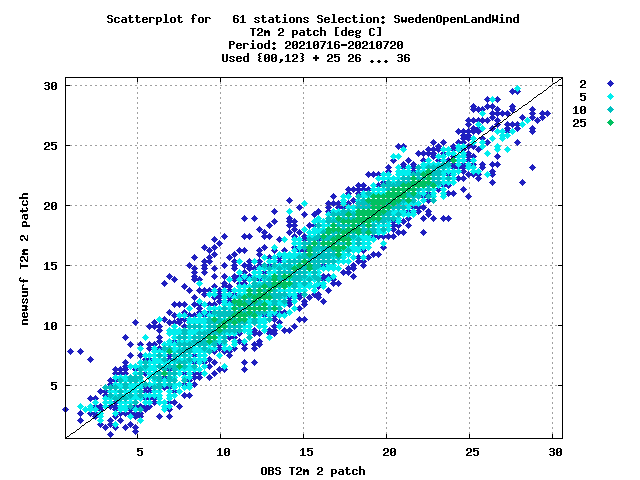 Scatterplot for   61 stations Selection: SwedenOpenLandWind
T2m 2 patch [deg C]
Period: 20210716-20210720
Used {00,12} + 25 26 ... 36
2
5
10
25
30
25
20
15
10
5
newsurf T2m 2 patch
5 10 15 20 25 30
OBS T2m 2 patch